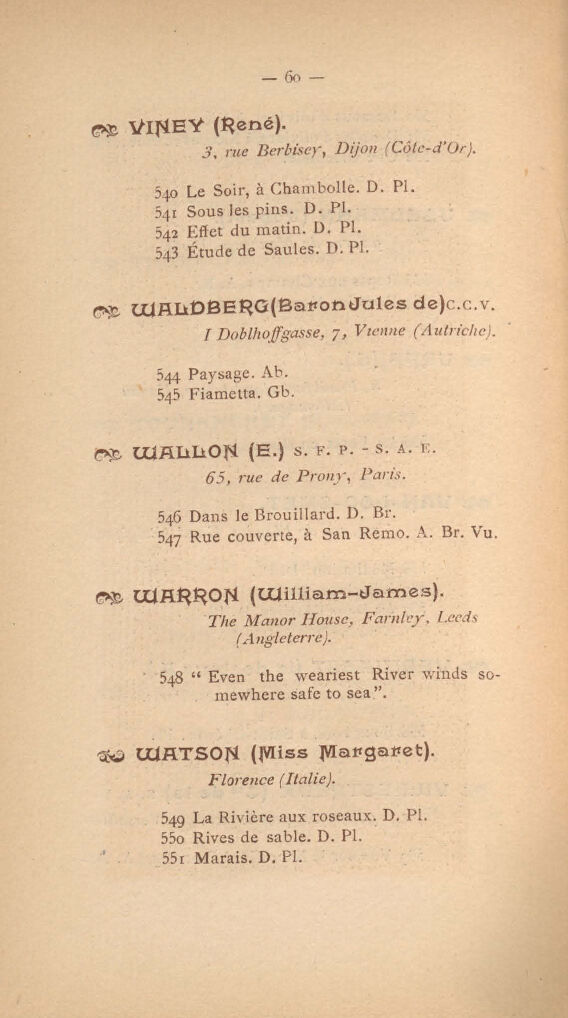 — 60 —
VINEY (René).
3, rue Berbisey, Dijon (Côte-d'Or).
540 Le Soir, à Chambolle. D. Pl.
541 Sous les pins. D. Pl.
542 Effet du matin. D. Pl.
543 Étude de Saules. D. Pl.
WALDBERG (Baron Jules de) C.C.V.
I Doblhoffgasse, 7, Vienne (Autriche).
544 Paysage. Ab.
545 Fiametta. Gb.
WALLON (E.) S. F. P. - S. A. E.
65, rue de Prony, Paris.
546 Dans le Brouillard. D. Br.
547 Rue couverte, à San Remo. A. Br. Vu.
WARRON (William-James).
The Manor House, Farnley, Leeds
(Angleterre).
548 “ Even the weariest River winds so-
mewhere safe to sea”.
WATSON (Miss Margaret).
Florence (Italie).
549 La Rivière aux roseaux. D. Pl.
550 Rives de sable. D. Pl.
551 Marais. D. Pl.